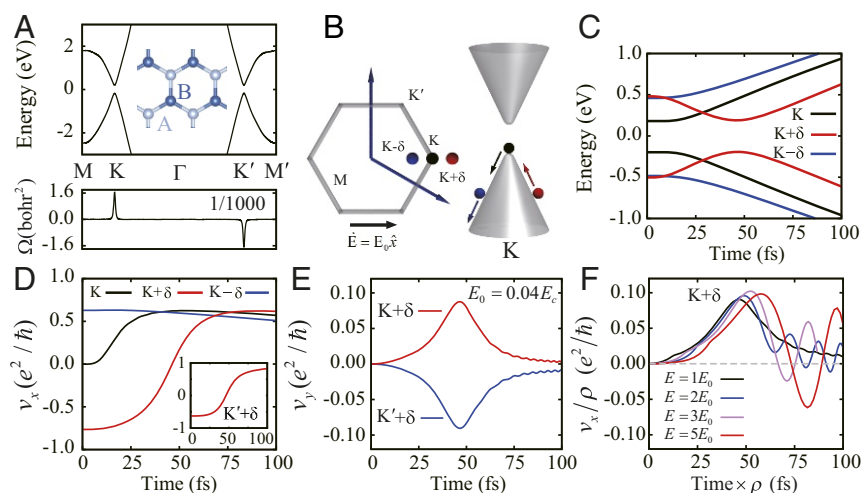 A
Energy (eV)
2
0
-2
B
A
M K Γ K′ M′
Ω(bohr²)
1.6
0.0
-1.6
1/1000
B
K′
K-δ
K
K+δ
M
Ė = E₀x̂
K
C
Energy (eV)
1.0
0.5
0.0
-0.5
-1.0
K
K+δ
K−δ
0 25 50 75 100
Time (fs)
D
vₓ(e² / ħ)
1.0
0.5
0.0
-0.5
-1.0
K K+δ K−δ
1
0
-1
K′+δ
0 50 100
0 25 50 75 100
Time (fs)
E
v_y (e² / ħ)
0.10
0.05
0.00
-0.05
-0.10
E₀ = 0.04E_c
K+δ
K′+δ
0 25 50 75 100
Time (fs)
F
vₓ/ρ (e²/ħ)
0.10
0.05
0.00
-0.05
-0.10
K+δ
E = 1E₀
E = 2E₀
E = 3E₀
E = 5E₀
0 25 50 75 100
Time × ρ (fs)